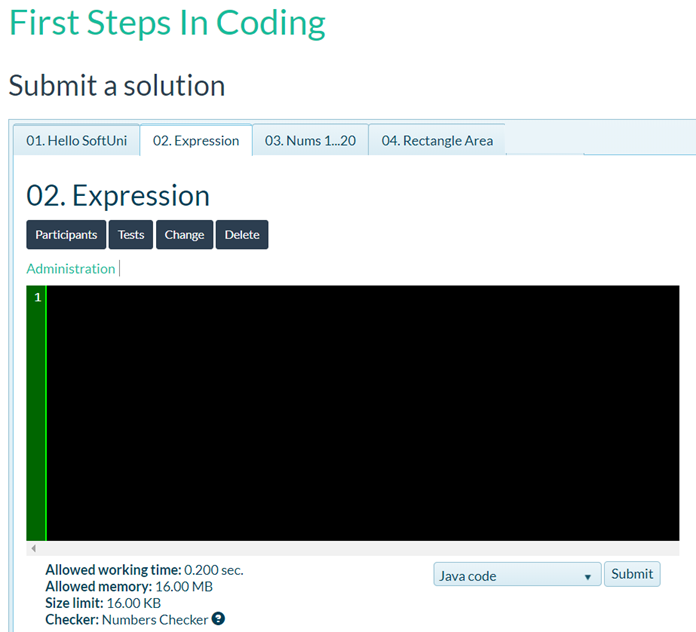 First Steps In Coding
Submit a solution
01. Hello SoftUni 02. Expression 03. Nums 1...20 04. Rectangle Area
02. Expression
Participants Tests Change Delete
Administration
1
Allowed working time: 0.200 sec.
Allowed memory: 16.00 MB
Size limit: 16.00 KB
Checker: Numbers Checker ?
Java code Submit